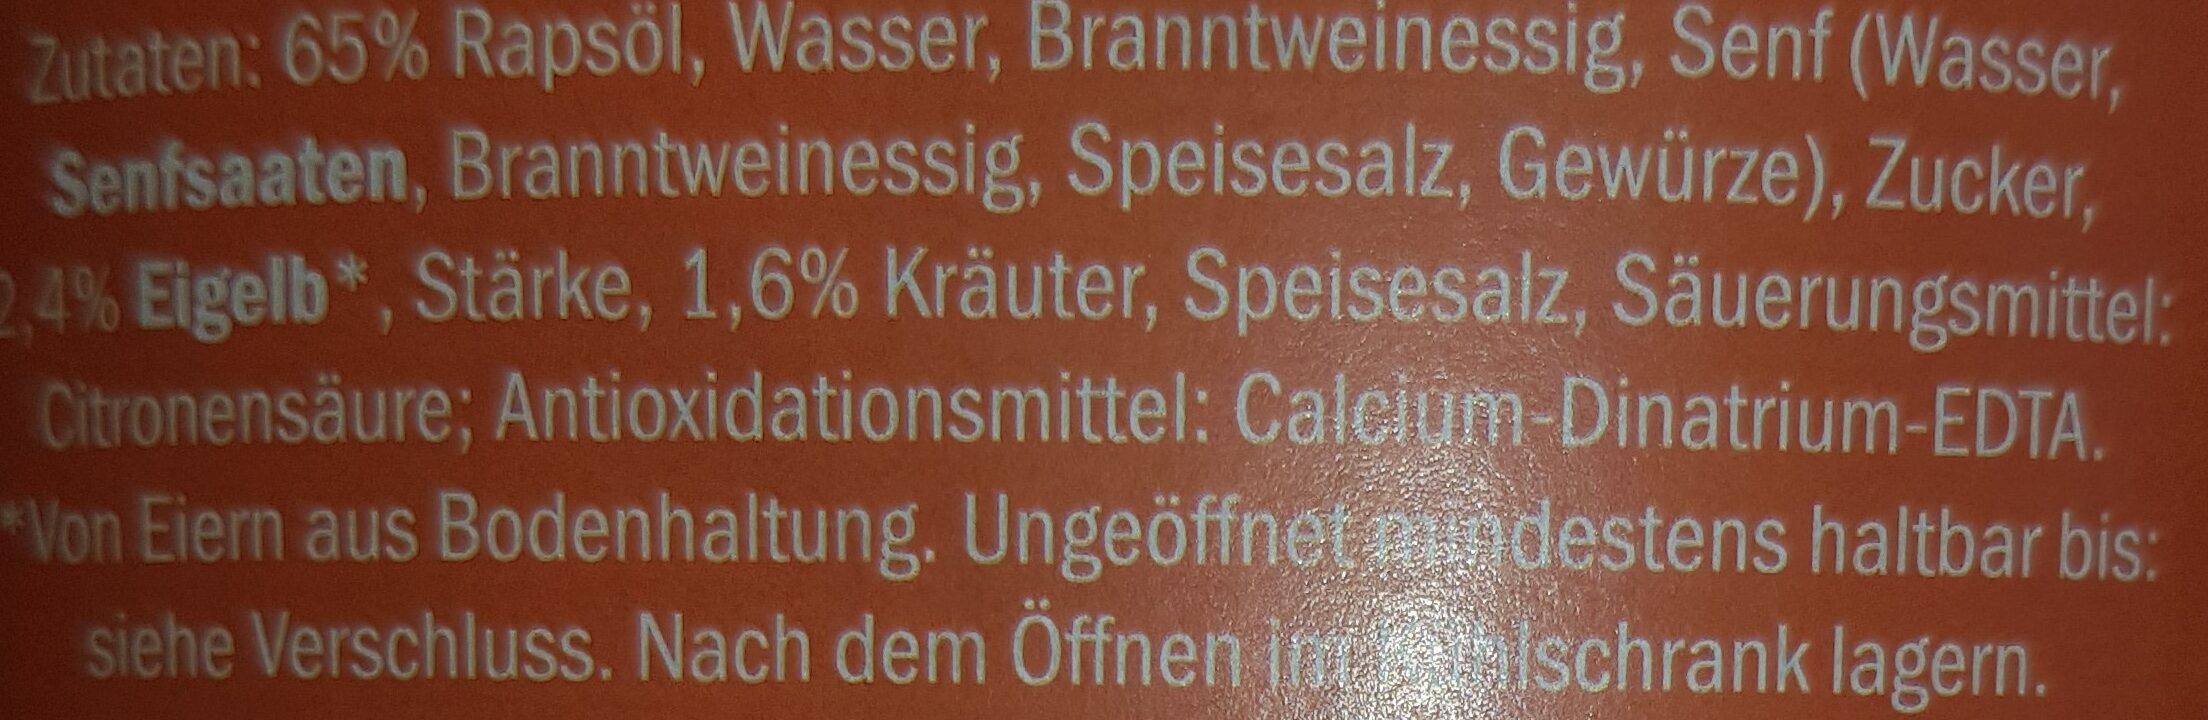 Zutaten: 65% Rapsöl, Wasser, Branntweinessig, Senf (Wasser,
Senfsaaten, Branntweinessig, Speisesalz, Gewürze), Zucker,
2,4% Eigelb*, Stärke, 1,6% Kräuter, Speisesalz, Säuerungsmittel:
Citronensäure; Antioxidationsmittel: Calcium-Dinatrium-EDTA.
*Von Eiern aus Bodenhaltung. Ungeöffnet mindestens haltbar bis:
siehe Verschluss. Nach dem Öffnen im Kühlschrank lagern.